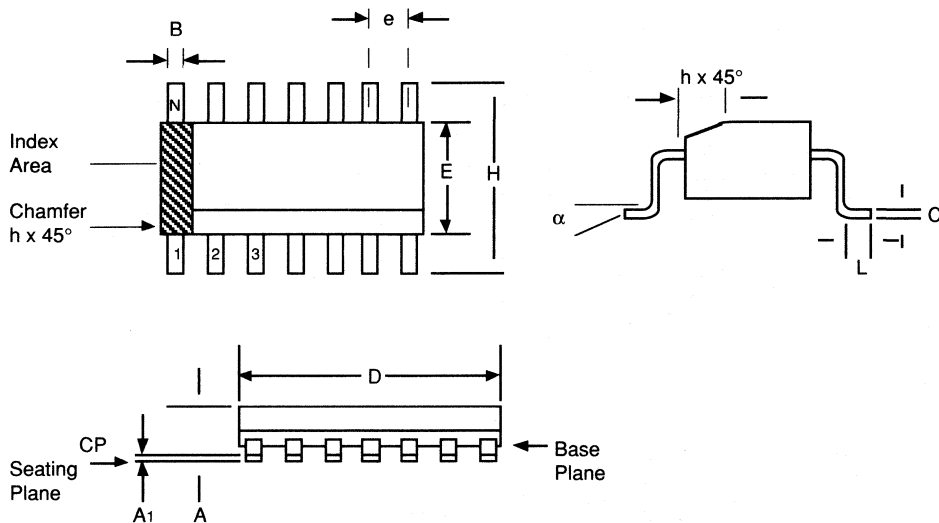 B
e
N
Index
Area
E
H
Chamfer
h x 45°
1
2
3
h x 45°
α
C
L
D
CP
Seating
Plane
A1
A
Base
Plane